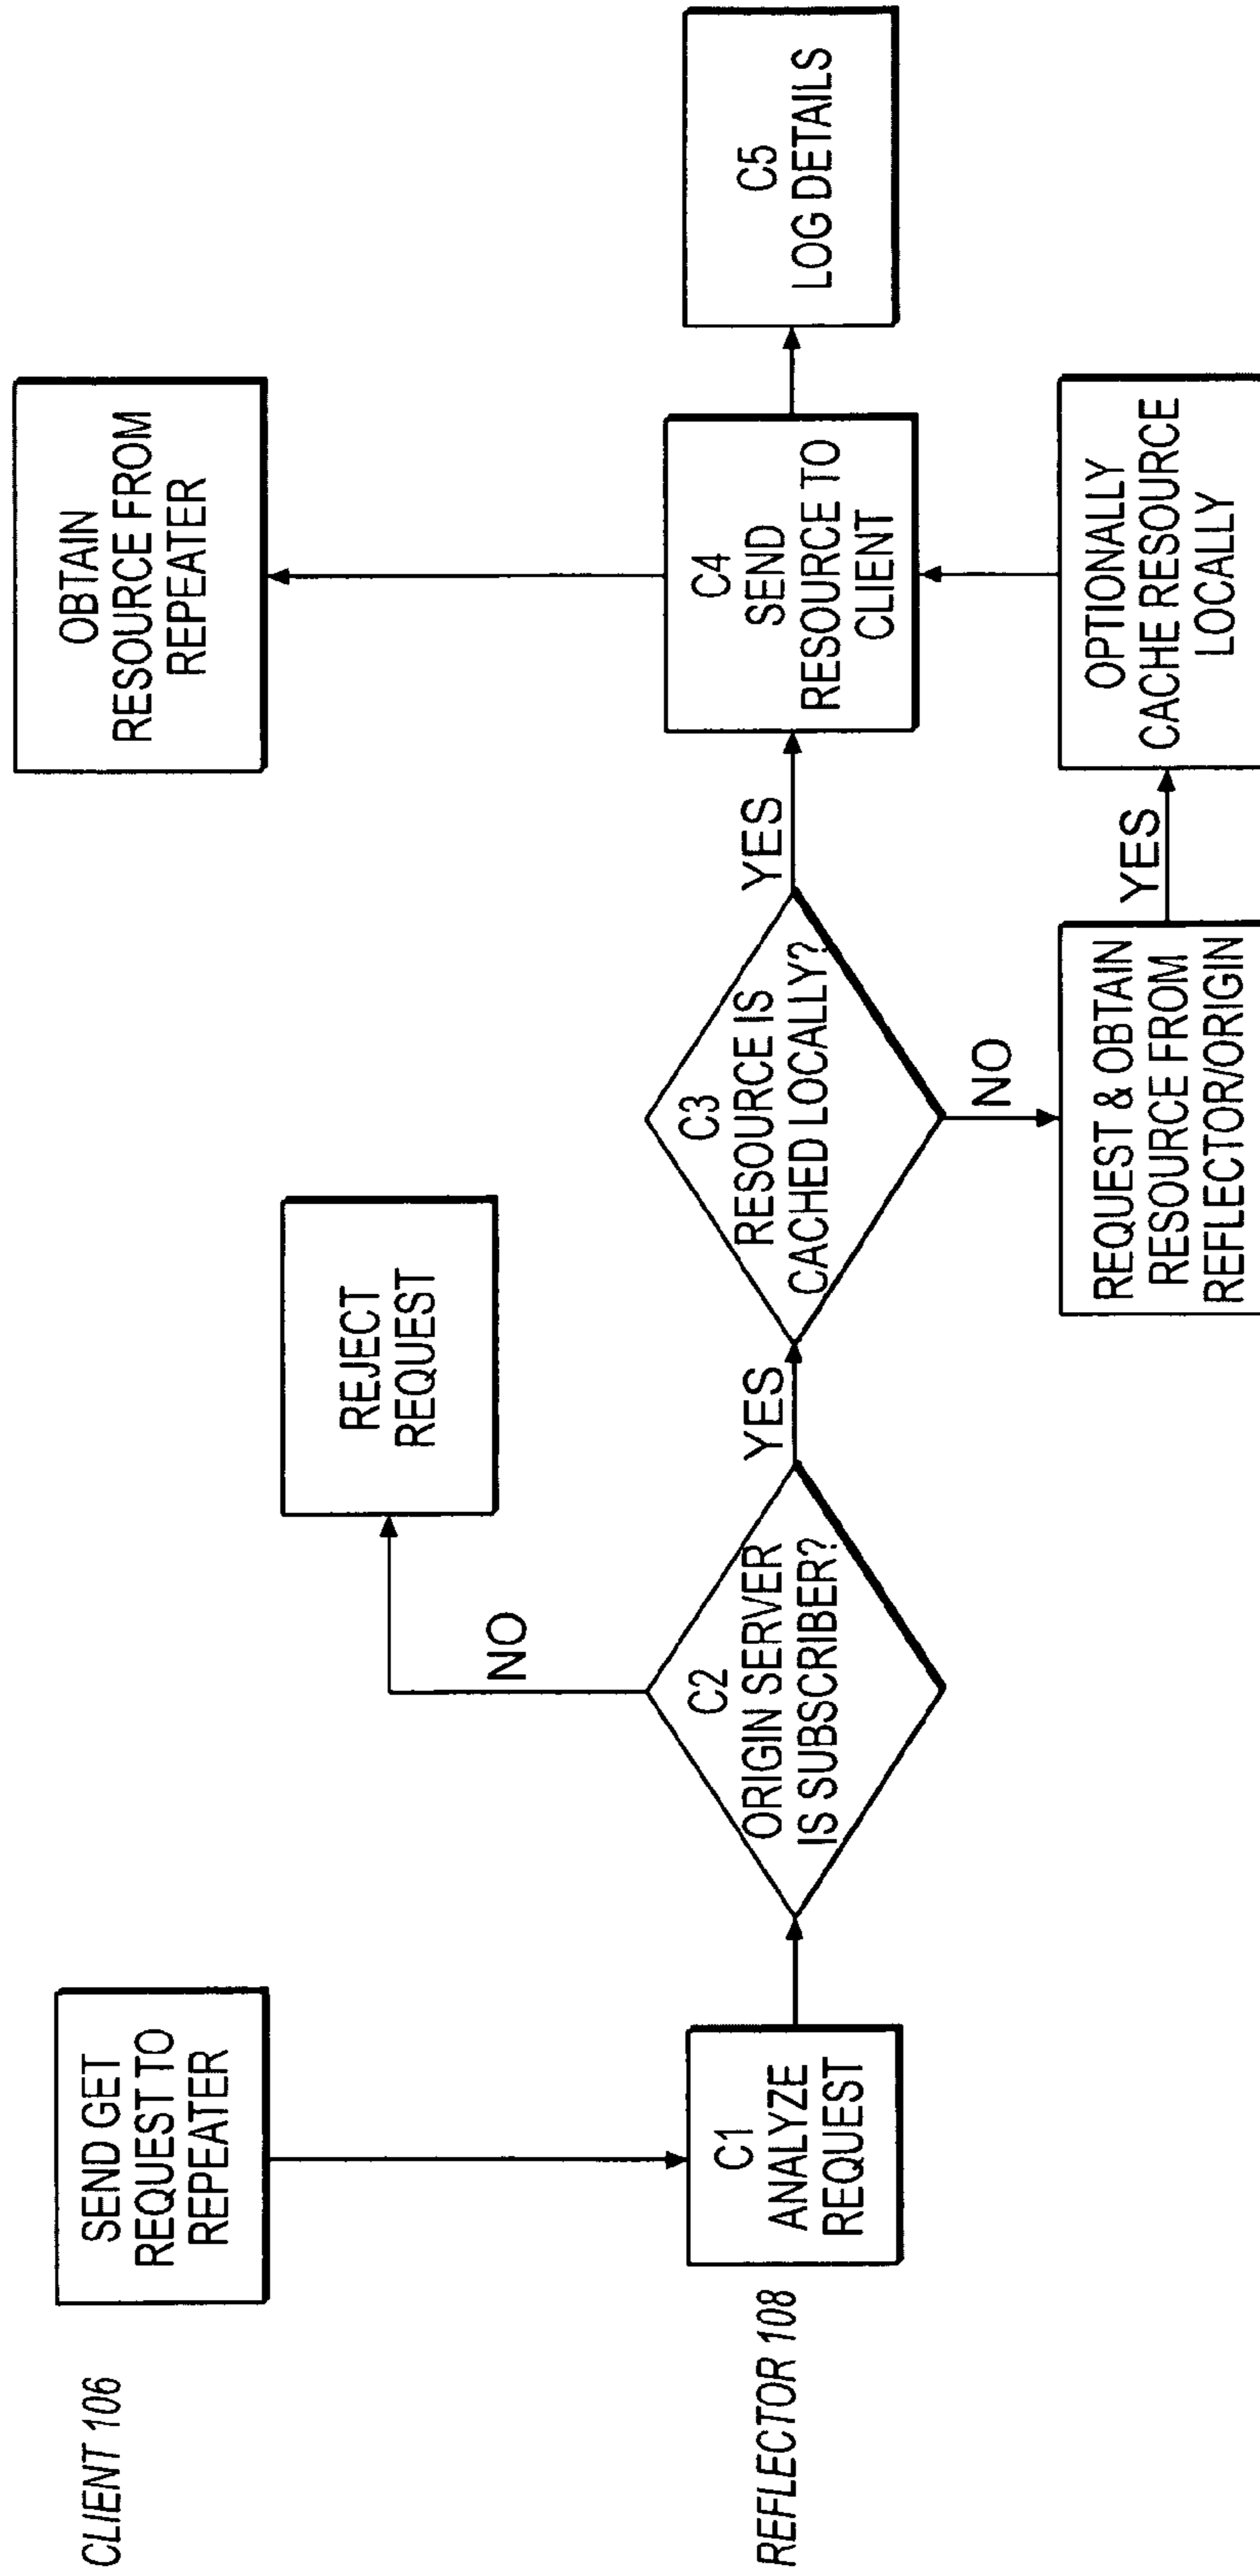 CLIENT 106
SEND GET
REQUEST TO
REPEATER
OBTAIN
RESOURCE FROM
REPEATER
REJECT
REQUEST
NO
REFLECTOR 108
C1
ANALYZE
REQUEST
C2
ORIGIN SERVER
IS SUBSCRIBER?
YES
C3
RESOURCE IS
CACHED LOCALLY?
YES
C4
SEND
RESOURCE TO
CLIENT
C5
LOG DETAILS
NO
REQUEST & OBTAIN
RESOURCE FROM
REFLECTOR/ORIGIN
YES
OPTIONALLY
CACHE RESOURCE
LOCALLY